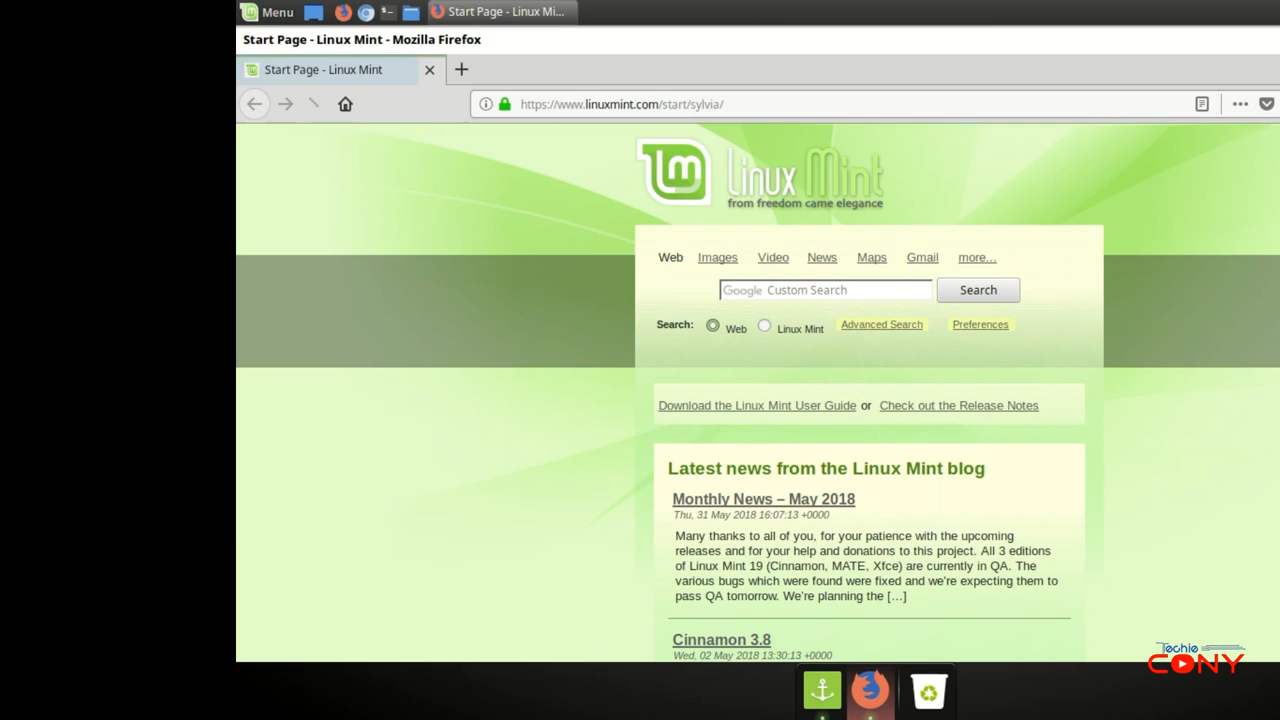 Menu
Start Page - Linux Mi...
Start Page - Linux Mint - Mozilla Firefox
Start Page - Linux Mint
https://www.linuxmint.com/start/sylvia/
lm Linux Mint
from freedom came elegance
Web Images Video News Maps Gmail more...
Google Custom Search Search
Search: Web Linux Mint Advanced Search Preferences
Download the Linux Mint User Guide or Check out the Release Notes
Latest news from the Linux Mint blog
Monthly News – May 2018
Thu, 31 May 2018 16:07:13 +0000
Many thanks to all of you, for your patience with the upcoming
releases and for your help and donations to this project. All 3 editions
of Linux Mint 19 (Cinnamon, MATE, Xfce) are currently in QA. The
various bugs which were found were fixed and we're expecting them to
pass QA tomorrow. We're planning the [...]
Cinnamon 3.8
Wed, 02 May 2018 13:30:13 +0000
Techie
CONY